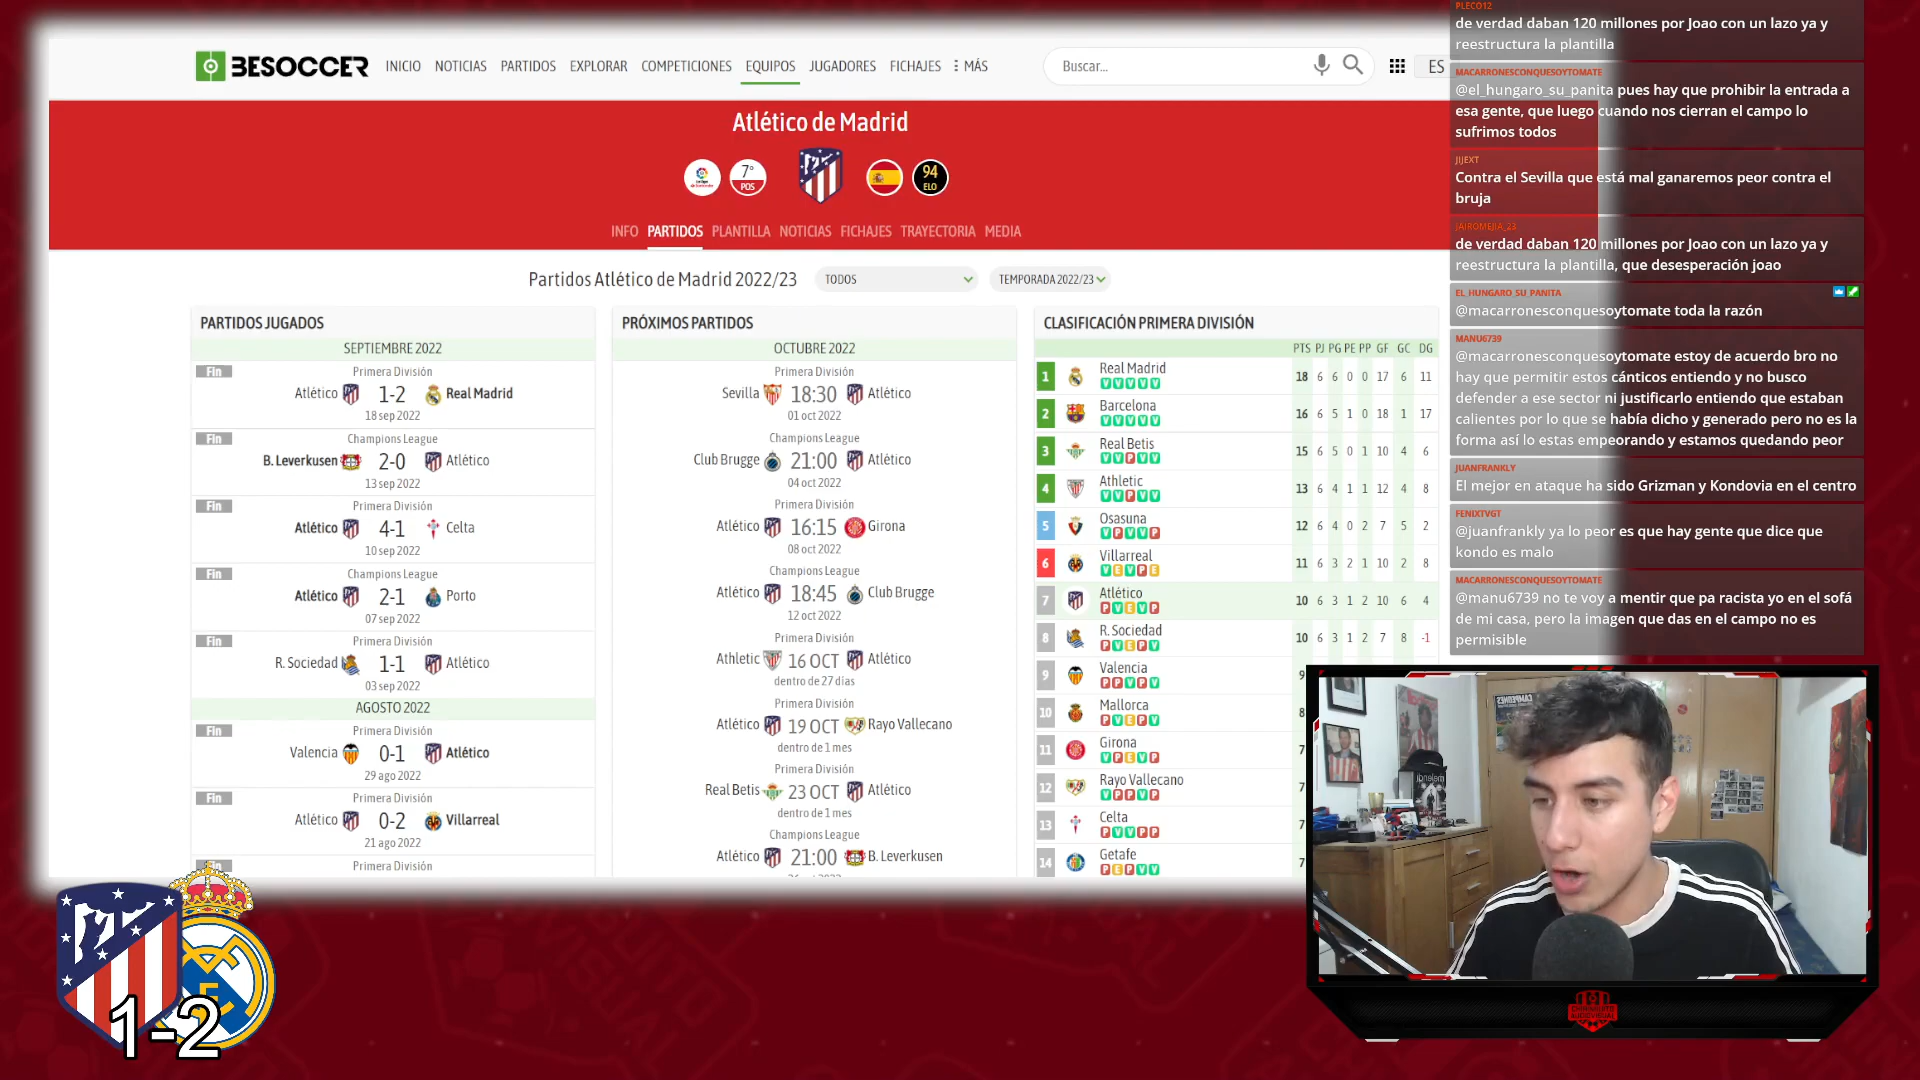 BESOCCER INICIO NOTICIAS PARTIDOS EXPLORAR COMPETICIONES EQUIPOS JUGADORES FICHAJES MÁS Buscar... ES
Atlético de Madrid
7º POS
94 ELO
INFO PARTIDOS PLANTILLA NOTICIAS FICHAJES TRAYECTORIA MEDIA
Partidos Atlético de Madrid 2022/23 TODOS TEMPORADA 2022/23
PARTIDOS JUGADOS
SEPTIEMBRE 2022
Fin Primera División
Atlético 1-2 Real Madrid
18 sep 2022
Fin Champions League
B. Leverkusen 2-0 Atlético
13 sep 2022
Fin Primera División
Atlético 4-1 Celta
10 sep 2022
Fin Champions League
Atlético 2-1 Porto
07 sep 2022
Fin Primera División
R. Sociedad 1-1 Atlético
03 sep 2022
AGOSTO 2022
Fin Primera División
Valencia 0-1 Atlético
29 ago 2022
Fin Primera División
Atlético 0-2 Villarreal
21 ago 2022
Fin Primera División
PRÓXIMOS PARTIDOS
OCTUBRE 2022
Primera División
Sevilla 18:30 Atlético
01 oct 2022
Champions League
Club Brugge 21:00 Atlético
04 oct 2022
Primera División
Atlético 16:15 Girona
08 oct 2022
Champions League
Atlético 18:45 Club Brugge
12 oct 2022
Primera División
Athletic 16 OCT Atlético
dentro de 27 días
Primera División
Atlético 19 OCT Rayo Vallecano
dentro de 1 mes
Primera División
Real Betis 23 OCT Atlético
dentro de 1 mes
Champions League
Atlético 21:00 B. Leverkusen
CLASIFICACIÓN PRIMERA DIVISIÓN
PTS PJ PG PE PP GF GC DG
1 Real Madrid V V V V V 18 6 6 0 0 17 6 11
2 Barcelona V V V V V 16 6 5 1 0 18 1 17
3 Real Betis V V P V V 15 6 5 0 1 10 4 6
4 Athletic V V P V V 13 6 4 1 1 12 4 8
5 Osasuna V P V V P 12 6 4 0 2 7 5 2
6 Villarreal V E V P E 11 6 3 2 1 10 2 8
7 Atlético P V E V P 10 6 3 1 2 10 6 4
8 R. Sociedad P V E P V 10 6 3 1 2 7 8 -1
9 Valencia P P V P V 9
10 Mallorca P V E P V 8
11 Girona V P E V P 7
12 Rayo Vallecano V P P V P 7
13 Celta P V V P P 7
14 Getafe P E P V V 7
PLECO12
de verdad daban 120 millones por Joao con un lazo ya y
reestructura la plantilla
MACARRONESCONQUESOYTOMATE
@el_hungaro_su_panita pues hay que prohibir la entrada a
esa gente, que luego cuando nos cierran el campo lo
sufrimos todos
JIJEXT
Contra el Sevilla que está mal ganaremos peor contra el
bruja
JAIROMEJIA_23
de verdad daban 120 millones por Joao con un lazo ya y
reestructura la plantilla, que desesperación joao
EL_HUNGARO_SU_PANITA
@macarronesconquesoytomate toda la razón
MANU6739
@macarronesconquesoytomate estoy de acuerdo bro no
hay que permitir estos cánticos entiendo y no busco
defender a ese sector ni justificarlo entiendo que estaban
calientes por lo que se había dicho y generado pero no es la
forma así lo estas empeorando y estamos quedando peor
JUANFRANKLY
El mejor en ataque ha sido Grizman y Kondovia en el centro
FENIXTVGT
@juanfrankly ya lo peor es que hay gente que dice que
kondo es malo
MACARRONESCONQUESOYTOMATE
@manu6739 no te voy a mentir que pa racista yo en el sofá
de mi casa, pero la imagen que das en el campo no es
permisible
1-2